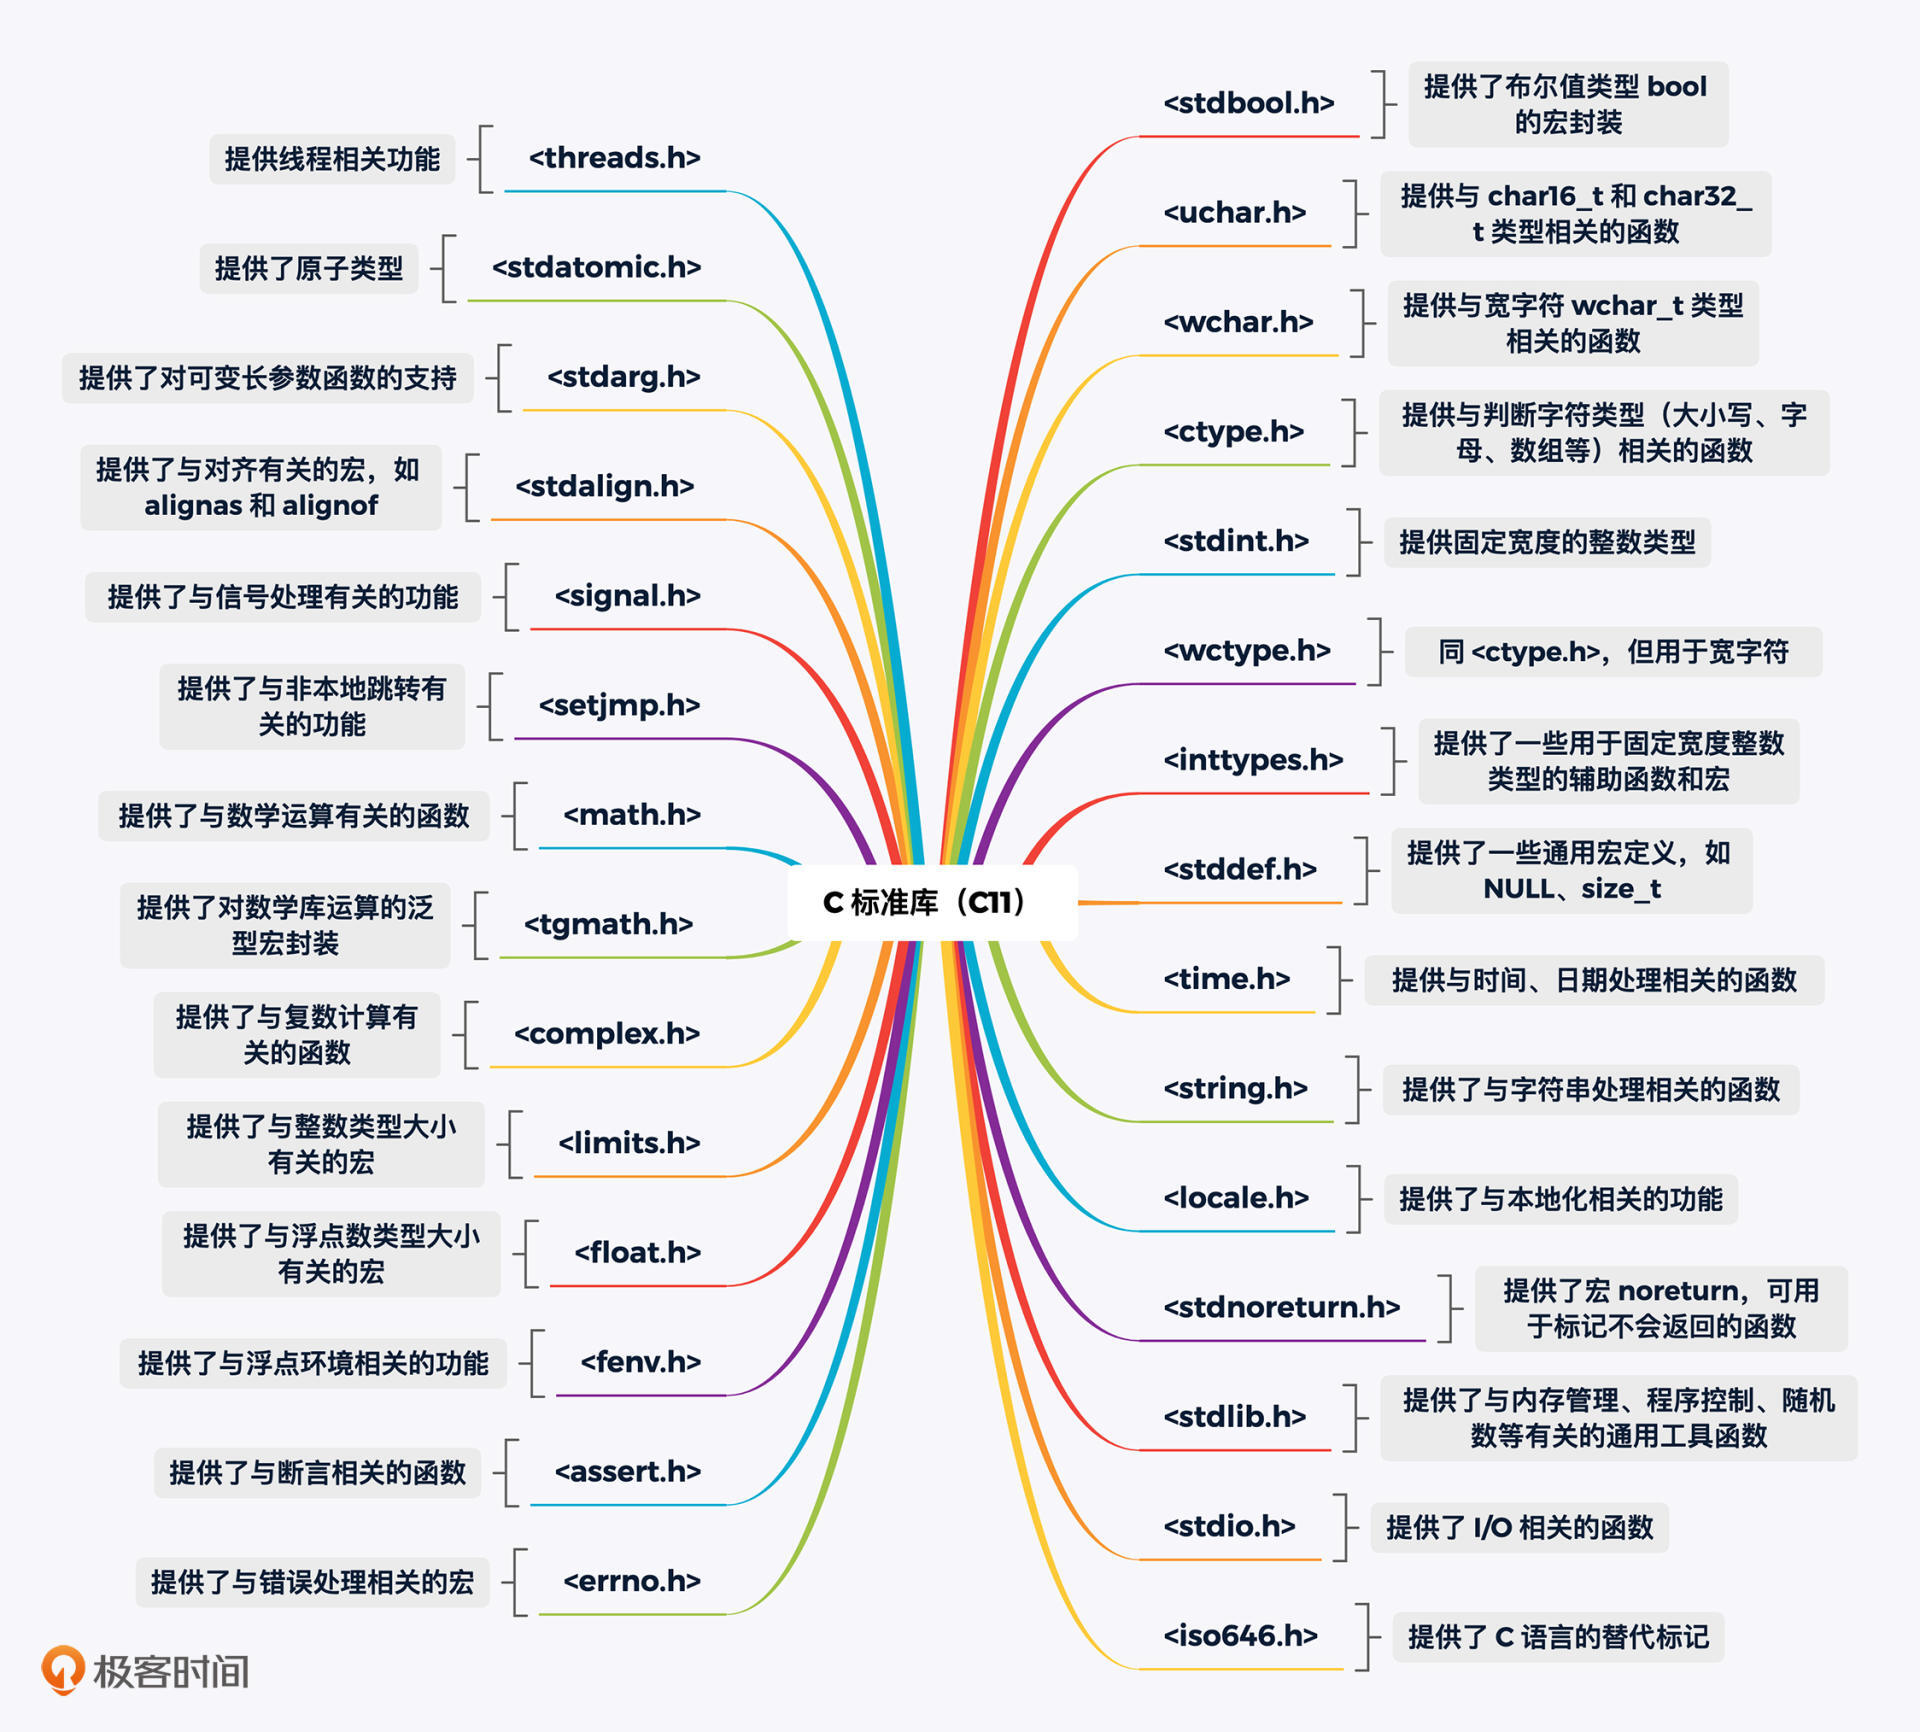 C 标准库（C11）
<threads.h>
提供线程相关功能
<stdatomic.h>
提供了原子类型
<stdarg.h>
提供了对可变长参数函数的支持
<stdalign.h>
提供了与对齐有关的宏，如
alignas 和 alignof
<signal.h>
提供了与信号处理有关的功能
<setjmp.h>
提供了与非本地跳转有
关的功能
<math.h>
提供了与数学运算有关的函数
<tgmath.h>
提供了对数学库运算的泛
型宏封装
<complex.h>
提供了与复数计算有
关的函数
<limits.h>
提供了与整数类型大小
有关的宏
<float.h>
提供了与浮点数类型大小
有关的宏
<fenv.h>
提供了与浮点环境相关的功能
<assert.h>
提供了与断言相关的函数
<errno.h>
提供了与错误处理相关的宏
<stdbool.h>
提供了布尔值类型 bool
的宏封装
<uchar.h>
提供与 char16_t 和 char32_
t 类型相关的函数
<wchar.h>
提供与宽字符 wchar_t 类型
相关的函数
<ctype.h>
提供与判断字符类型（大小写、字
母、数组等）相关的函数
<stdint.h>
提供固定宽度的整数类型
<wctype.h>
同 <ctype.h>，但用于宽字符
<inttypes.h>
提供了一些用于固定宽度整数
类型的辅助函数和宏
<stddef.h>
提供了一些通用宏定义，如
NULL、size_t
<time.h>
提供与时间、日期处理相关的函数
<string.h>
提供了与字符串处理相关的函数
<locale.h>
提供了与本地化相关的功能
<stdnoreturn.h>
提供了宏 noreturn，可用
于标记不会返回的函数
<stdlib.h>
提供了与内存管理、程序控制、随机
数等有关的通用工具函数
<stdio.h>
提供了 I/O 相关的函数
<iso646.h>
提供了 C 语言的替代标记
极客时间